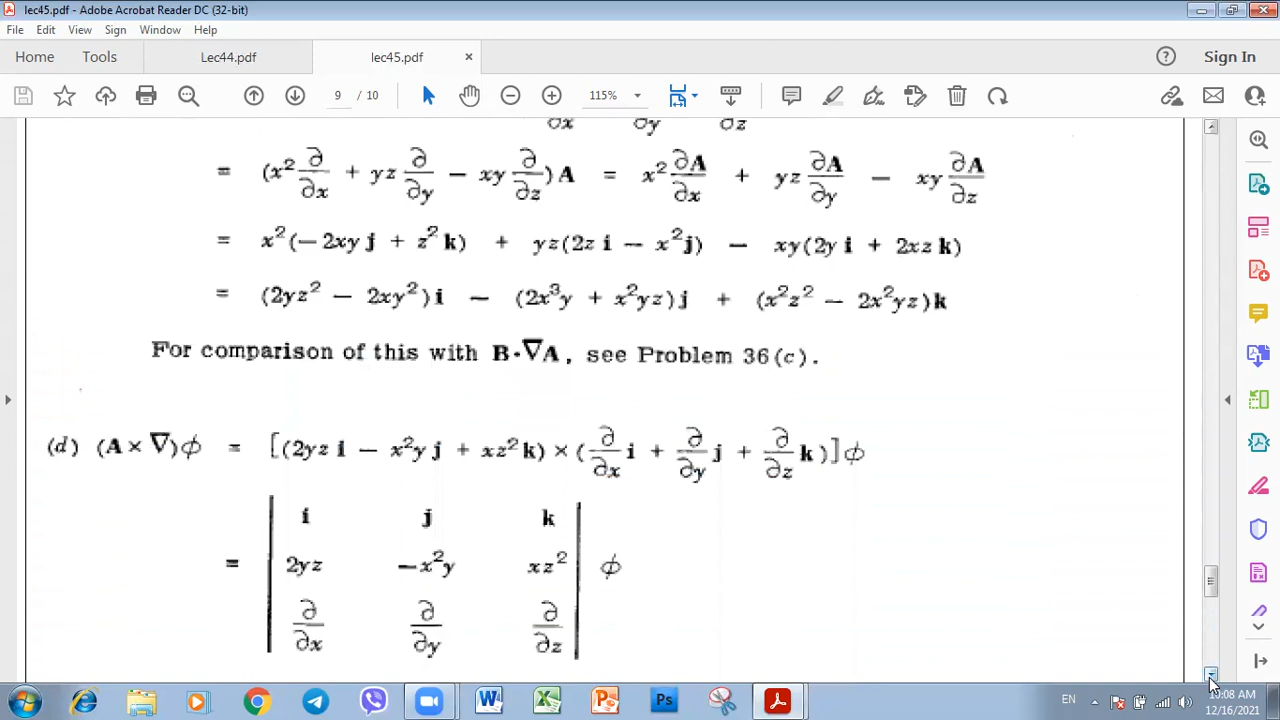 lec45.pdf - Adobe Acrobat Reader DC (32-bit)
File Edit View Sign Window Help
Home Tools lec44.pdf lec45.pdf × Sign In
9 / 10 115%
∂x ∂y ∂z
= (x² ∂/∂x + yz ∂/∂y − xy ∂/∂z) A = x² ∂A/∂x + yz ∂A/∂y − xy ∂A/∂z
= x²(−2xy j + z² k) + yz(2z i − x² j) − xy(2y i + 2xz k)
= (2yz² − 2xy²) i − (2x³y + x²yz) j + (x²z² − 2x²yz) k
For comparison of this with B·∇A, see Problem 36(c).
(d) (A × ∇)φ = [(2yz i − x²y j + xz² k) × (∂/∂x i + ∂/∂y j + ∂/∂z k)] φ
i j k
= 2yz −x²y xz² φ
∂/∂x ∂/∂y ∂/∂z
EN 10:08 AM
12/16/2021